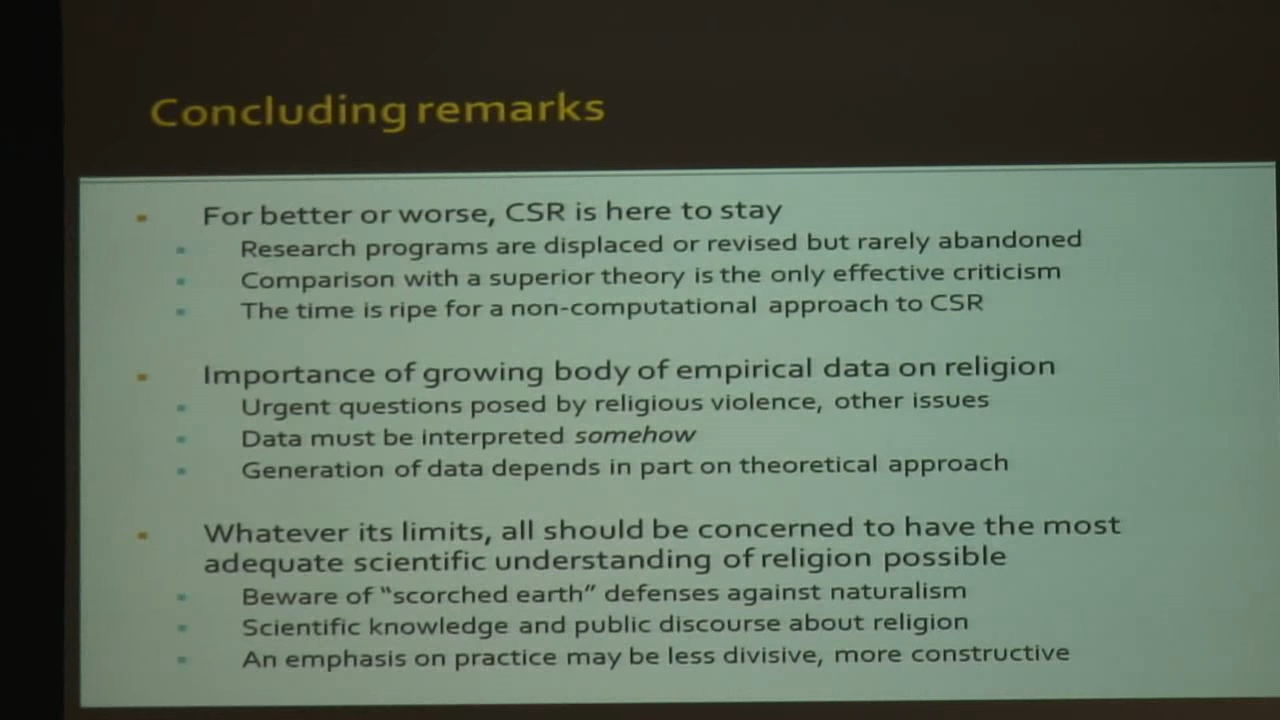 Concluding remarks
For better or worse, CSR is here to stay
Research programs are displaced or revised but rarely abandoned
Comparison with a superior theory is the only effective criticism
The time is ripe for a non-computational approach to CSR
Importance of growing body of empirical data on religion
Urgent questions posed by religious violence, other issues
Data must be interpreted somehow
Generation of data depends in part on theoretical approach
Whatever its limits, all should be concerned to have the most
adequate scientific understanding of religion possible
Beware of “scorched earth” defenses against naturalism
Scientific knowledge and public discourse about religion
An emphasis on practice may be less divisive, more constructive